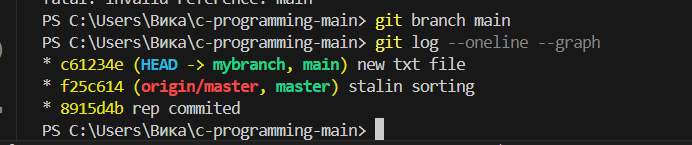 fatal: invalid reference: main
PS C:\Users\Вика\c-programming-main> git branch main
PS C:\Users\Вика\c-programming-main> git log --oneline --graph
* c61234e (HEAD -> mybranch, main) new txt file
* f25c614 (origin/master, master) stalin sorting
* 8915d4b rep commited
PS C:\Users\Вика\c-programming-main>